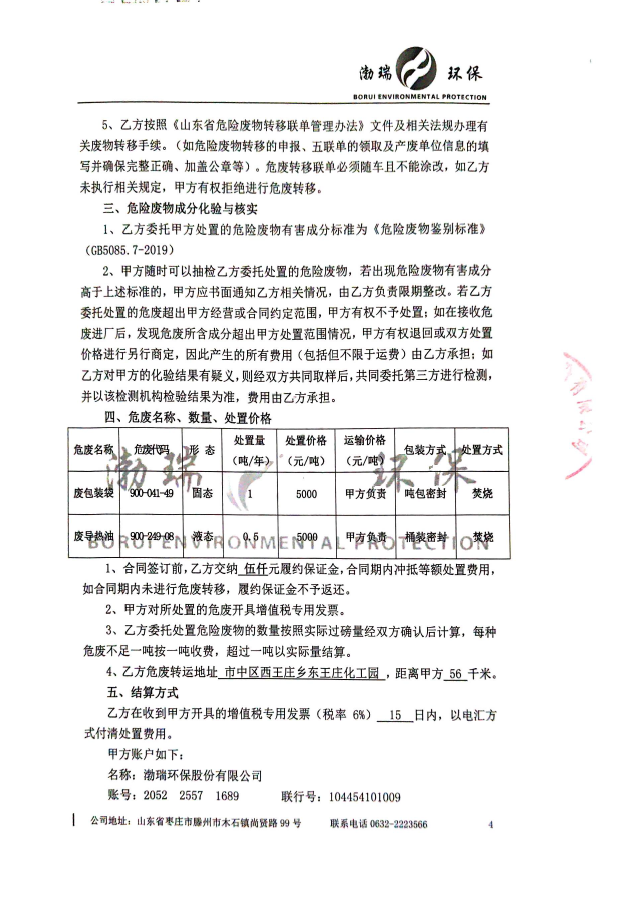 渤瑞 环保
BORUI ENVIRONMENTAL PROTECTION
5、乙方按照《山东省危险废物转移联单管理办法》文件及相关法规办理有
关废物转移手续。（如危险废物转移的申报、五联单的领取及产废单位信息的填
写并确保完整正确、加盖公章等）。危废转移联单必须随车且不能涂改，如乙方
未执行相关规定，甲方有权拒绝进行危废转移。
三、危险废物成分化验与核实
1、乙方委托甲方处置的危险废物有害成分标准为《危险废物鉴别标准》
（GB5085.7-2019）
2、甲方随时可以抽检乙方委托处置的危险废物，若出现危险废物有害成分
高于上述标准的，甲方应书面通知乙方相关情况，由乙方负责限期整改。若乙方
委托处置的危废超出甲方经营或合同约定范围，甲方有权不予处置；如在接收危
废进厂后，发现危废所含成分超出甲方处置范围情况，甲方有权退回或双方处置
价格进行另行商定，因此产生的所有费用（包括但不限于运费）由乙方承担；如
乙方对甲方的化验结果有疑义，则经双方共同取样后，共同委托第三方进行检测，
并以该检测机构检验结果为准，费用由乙方承担。
四、危废名称、数量、处置价格
危废名称 危废代码 形 态 处置量（吨/年） 处置价格（元/吨） 运输价格（元/吨） 包装方式 处置方式
废包装袋 900-041-49 固态 1 5000 甲方负责 吨包密封 焚烧
废导热油 900-249-08 液态 0.5 5000 甲方负责 桶装密封 焚烧
渤瑞 环保
BORUI ENVIRONMENTAL PROTECTION
1、合同签订前，乙方交纳 伍仟元履约保证金，合同期内冲抵等额处置费用，
如合同期内未进行危废转移，履约保证金不予返还。
2、甲方对所处置的危废开具增值税专用发票。
3、乙方委托处置危险废物的数量按照实际过磅量经双方确认后计算，每种
危废不足一吨按一吨收费，超过一吨以实际量结算。
4、乙方危废转运地址 市中区西王庄乡东王庄化工园 ，距离甲方 56 千米。
五、结算方式
乙方在收到甲方开具的增值税专用发票（税率 6%） 15 日内，以电汇方
式付清处置费用。
甲方账户如下：
名称：渤瑞环保股份有限公司
账号：2052 2557 1689 联行号：104454101009
公司地址：山东省枣庄市滕州市木石镇尚贤路 99 号 联系电话 0632-2223566 4